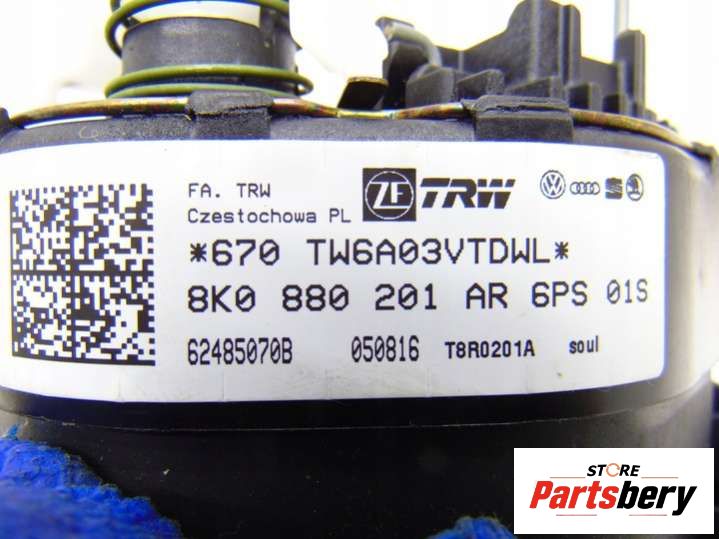 FA. TRW ZF TRW
Czestochowa PL
*670 TW6A03VTDWL*
8K0 880 201 AR 6PS 01S
62485070B 050816 T8R0201A soul
STORE
Partsbery